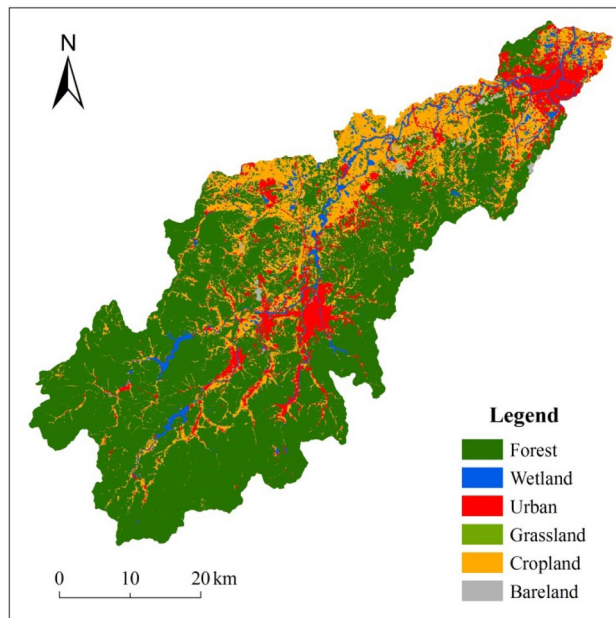 N
Legend
Forest
Wetland
Urban
Grassland
Cropland
Bareland
0 10 20 km